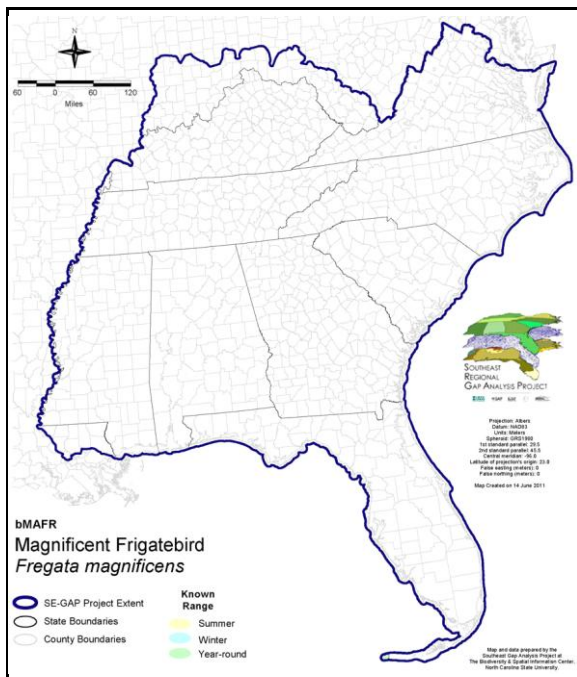 60 0 60 120
Miles
SOUTHEAST
REGIONAL
GAP ANALYSIS PROJECT
Projection: Albers
Datum: NAD83
Units: Meters
Spheroid: GRS1980
1st standard parallel: 29.5
2nd standard parallel: 45.5
Central meridian: -96.0
Latitude of projection's origin: 23.0
False easting (meters): 0
False northing (meters): 0
Map Created on 14 June 2011
bMAFR
Magnificent Frigatebird
Fregata magnificens
SE-GAP Project Extent
State Boundaries
County Boundaries
Known
Range
Summer
Winter
Year-round
Map and data prepared by the
Southeast Gap Analysis Project at
The Biodiversity & Spatial Information Center,
North Carolina State University.